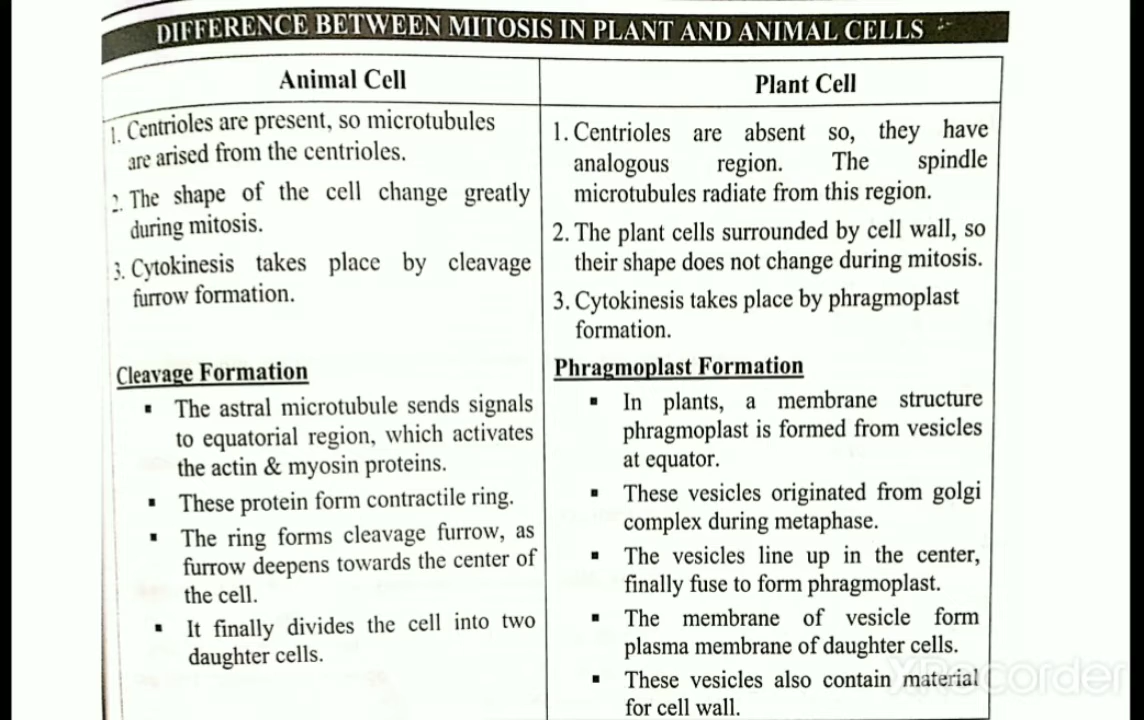 DIFFERENCE BETWEEN MITOSIS IN PLANT AND ANIMAL CELLS
Animal Cell
1. Centrioles are present, so microtubules
are arised from the centrioles.
2. The shape of the cell change greatly
during mitosis.
3. Cytokinesis takes place by cleavage
furrow formation.
Cleavage Formation
▪ The astral microtubule sends signals
to equatorial region, which activates
the actin & myosin proteins.
▪ These protein form contractile ring.
▪ The ring forms cleavage furrow, as
furrow deepens towards the center of
the cell.
▪ It finally divides the cell into two
daughter cells.
Plant Cell
1. Centrioles are absent so, they have
analogous region. The spindle
microtubules radiate from this region.
2. The plant cells surrounded by cell wall, so
their shape does not change during mitosis.
3. Cytokinesis takes place by phragmoplast
formation.
Phragmoplast Formation
▪ In plants, a membrane structure
phragmoplast is formed from vesicles
at equator.
▪ These vesicles originated from golgi
complex during metaphase.
▪ The vesicles line up in the center,
finally fuse to form phragmoplast.
▪ The membrane of vesicle form
plasma membrane of daughter cells.
▪ These vesicles also contain material
for cell wall.
XRecorder